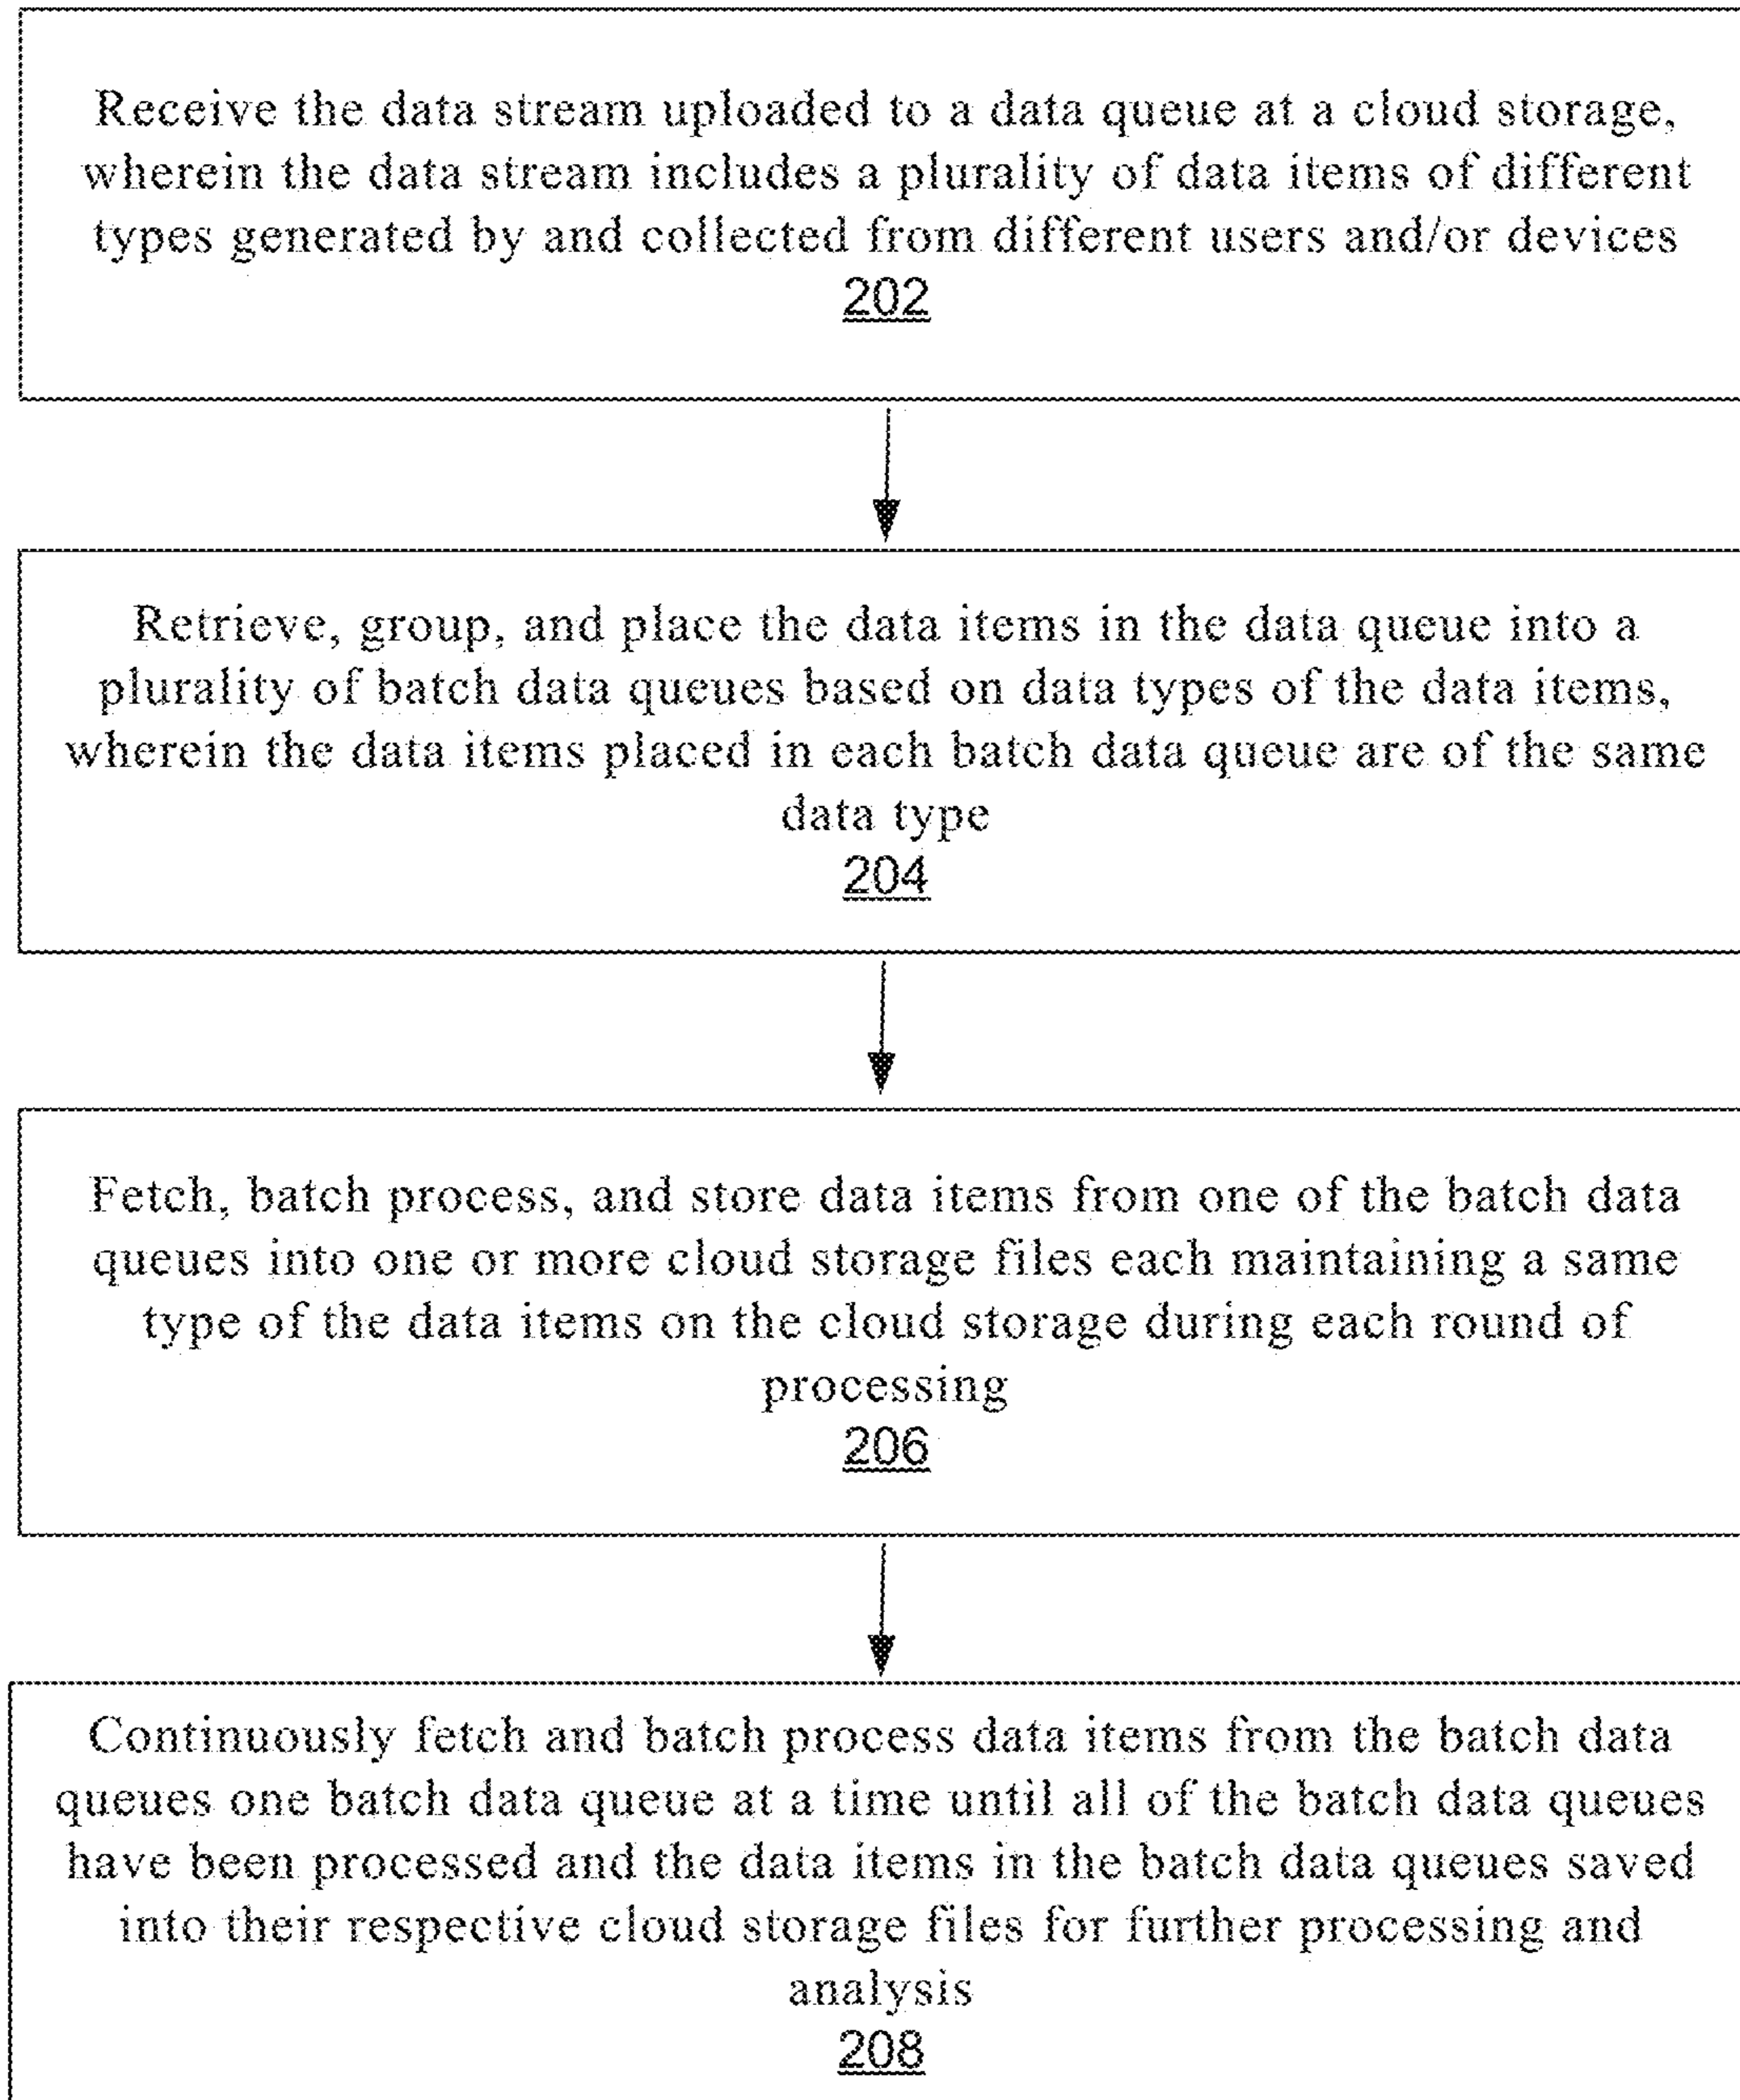 Receive the data stream uploaded to a data queue at a cloud storage,
wherein the data stream includes a plurality of data items of different
types generated by and collected from different users and/or devices
202
Retrieve, group, and place the data items in the data queue into a
plurality of batch data queues based on data types of the data items,
wherein the data items placed in each batch data queue are of the same
data type
204
Fetch, batch process, and store data items from one of the batch data
queues into one or more cloud storage files each maintaining a same
type of the data items on the cloud storage during each round of
processing
206
Continuously fetch and batch process data items from the batch data
queues one batch data queue at a time until all of the batch data queues
have been processed and the data items in the batch data queues saved
into their respective cloud storage files for further processing and
analysis
208